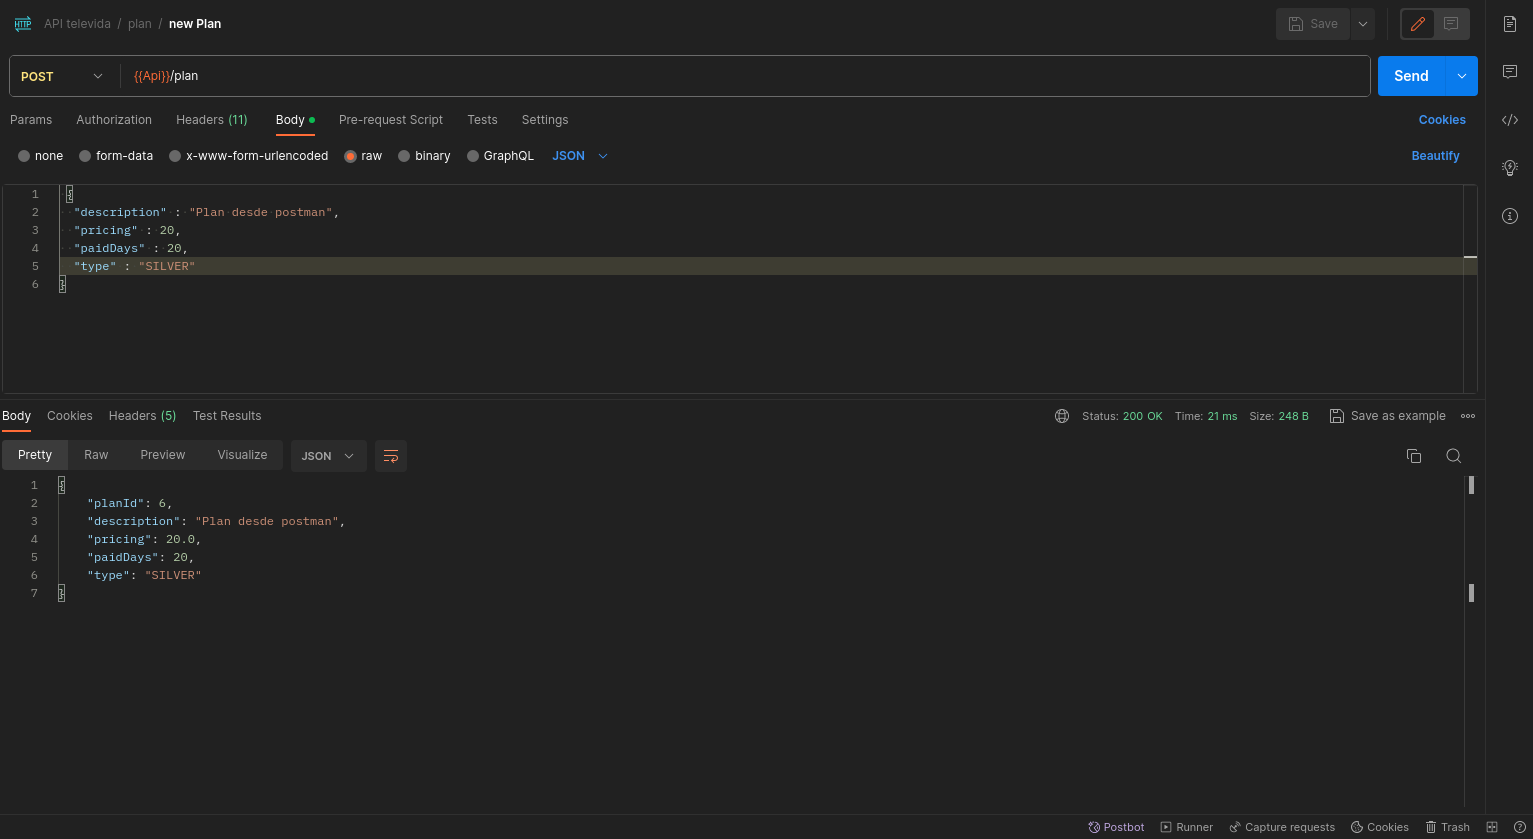 HTTP API televida / plan / new Plan Save
POST {{Api}}/plan Send
Params Authorization Headers (11) Body Pre-request Script Tests Settings Cookies
none form-data x-www-form-urlencoded raw binary GraphQL JSON Beautify
1 {
2 "description" : "Plan desde postman",
3 "pricing" : 20,
4 "paidDays" : 20,
5 "type" : "SILVER"
6 }
Body Cookies Headers (5) Test Results Status: 200 OK Time: 21 ms Size: 248 B Save as example
Pretty Raw Preview Visualize JSON
1 {
2 "planId": 6,
3 "description": "Plan desde postman",
4 "pricing": 20.0,
5 "paidDays": 20,
6 "type": "SILVER"
7 }
Postbot Runner Capture requests Cookies Trash